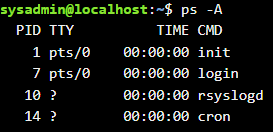 sysadmin@localhost:~$ ps -A
  PID TTY          TIME CMD
    1 pts/0    00:00:00 init
    7 pts/0    00:00:00 login
   10 ?        00:00:00 rsyslogd
   14 ?        00:00:00 cron